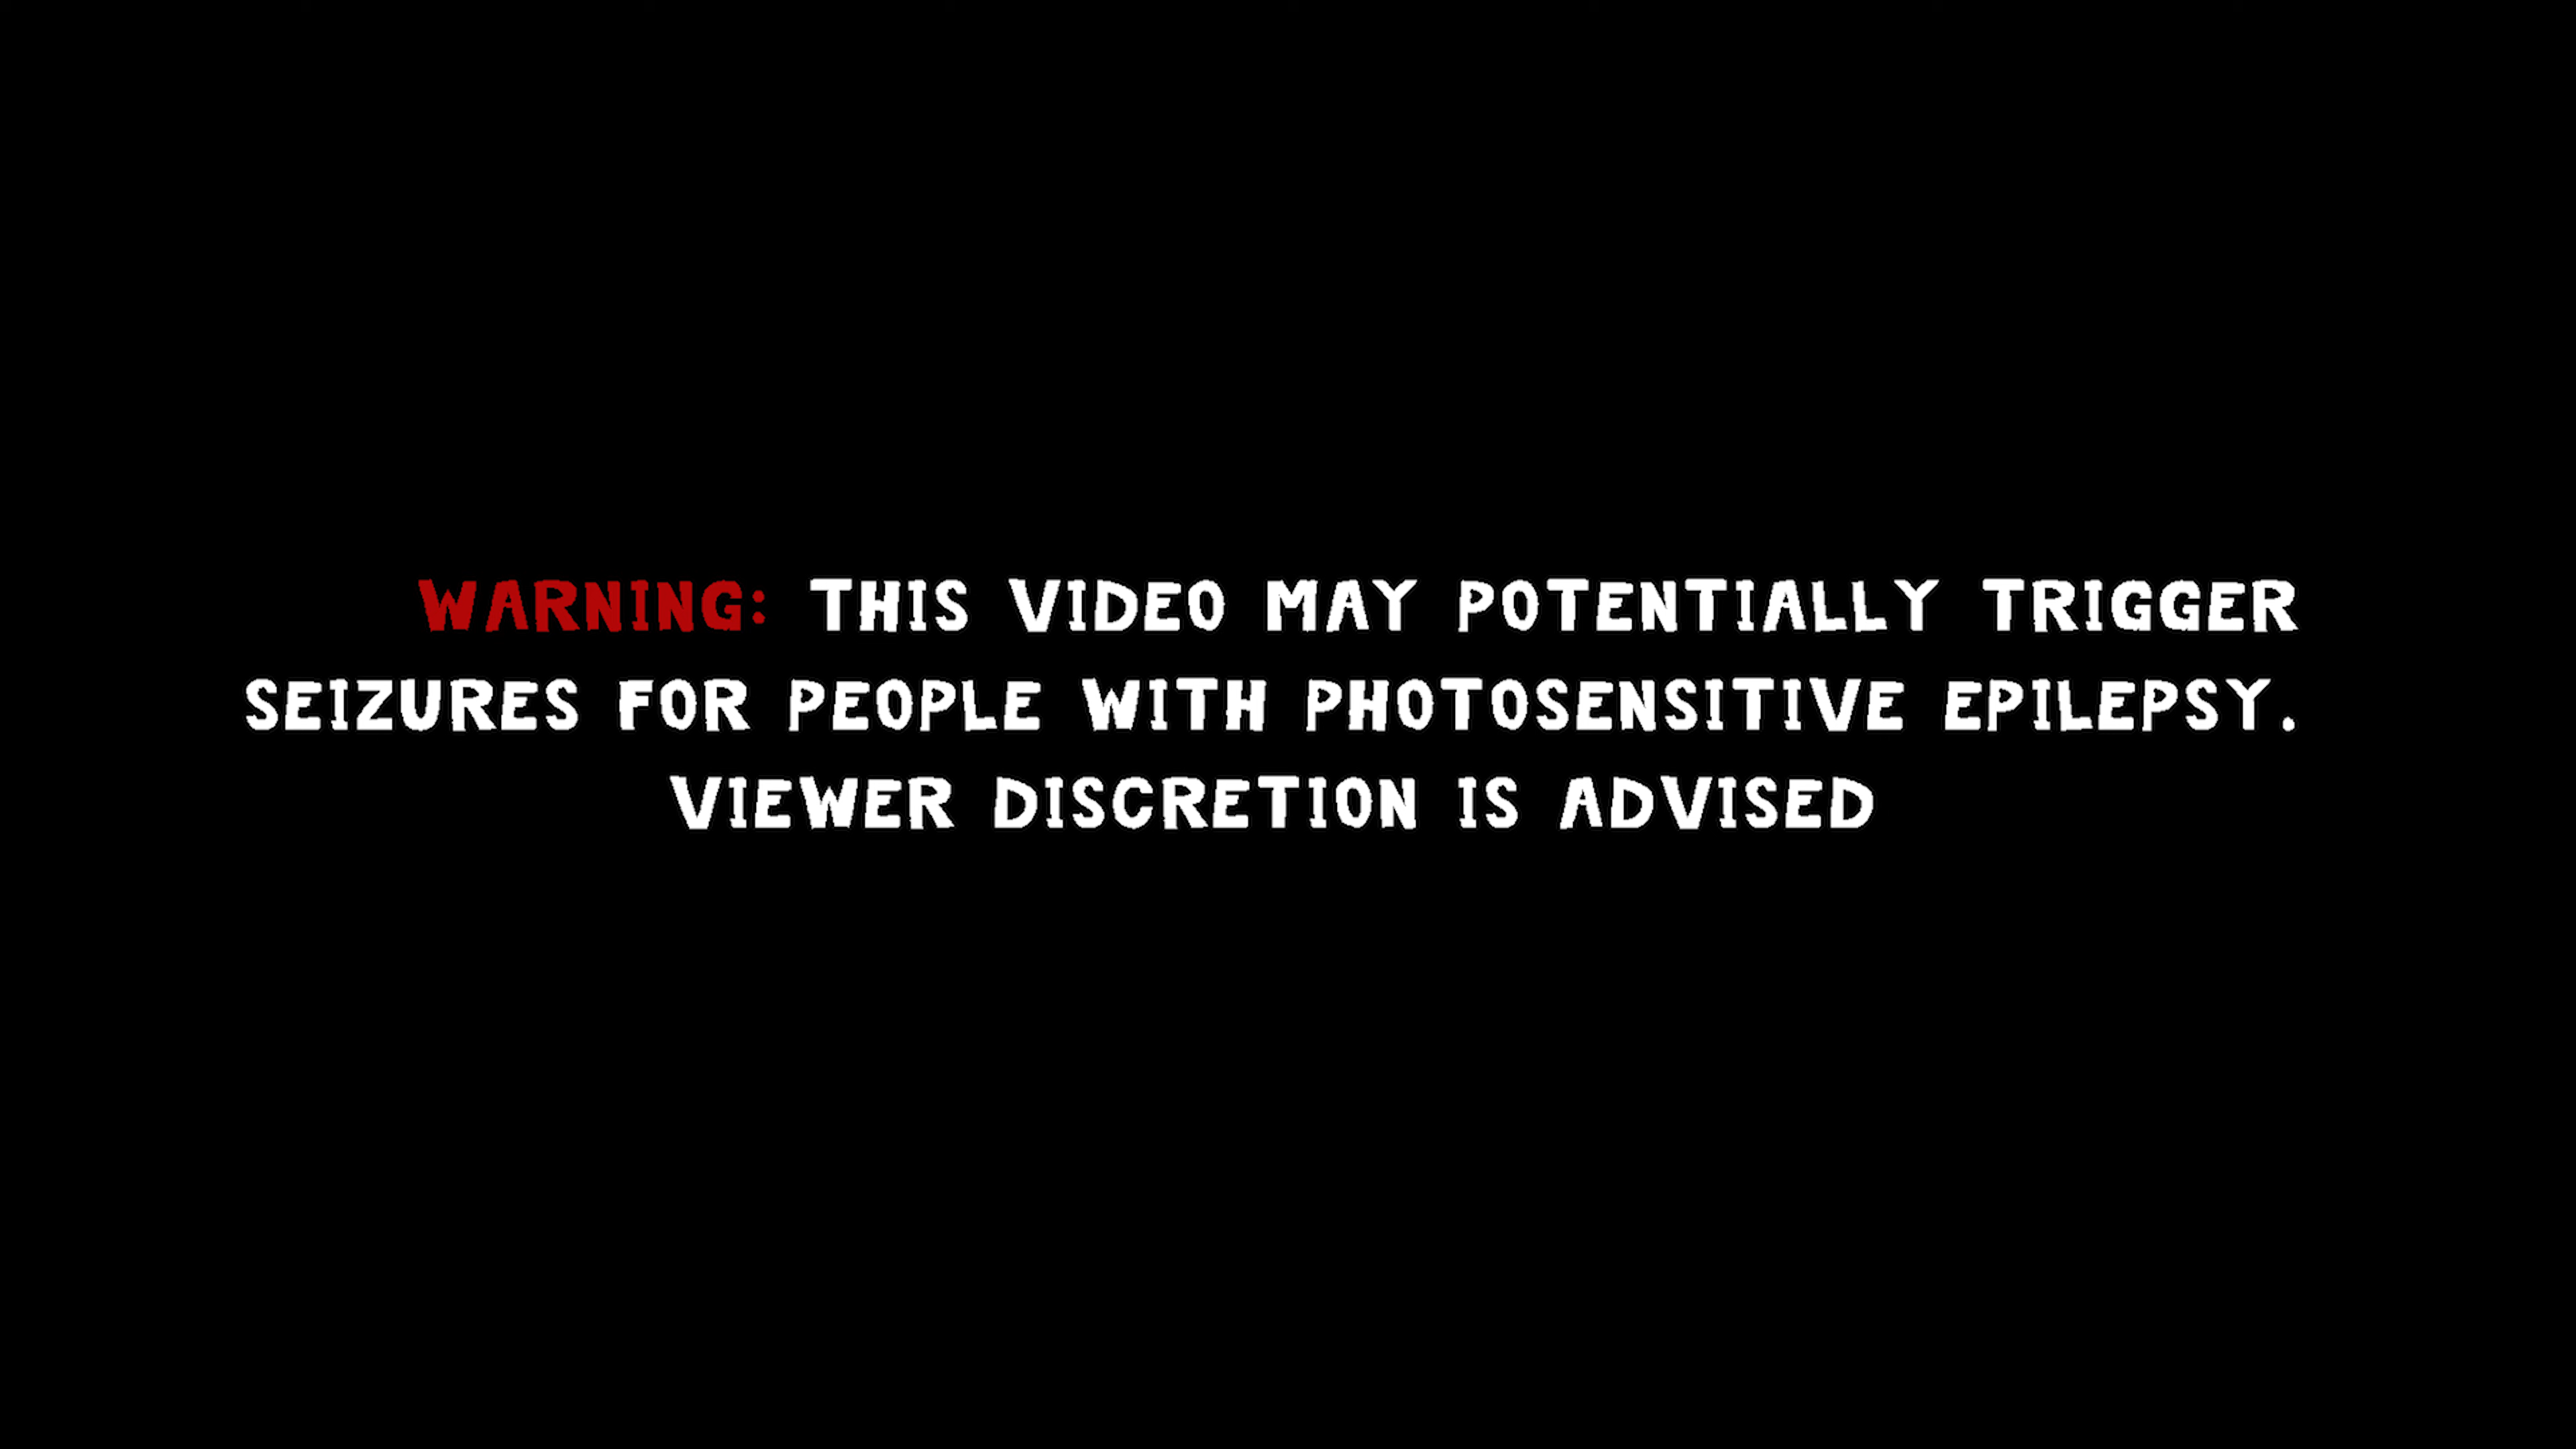 WARNING: THIS VIDEO MAY POTENTIALLY TRIGGER
SEIZURES FOR PEOPLE WITH PHOTOSENSITIVE EPILEPSY.
VIEWER DISCRETION IS ADVISED